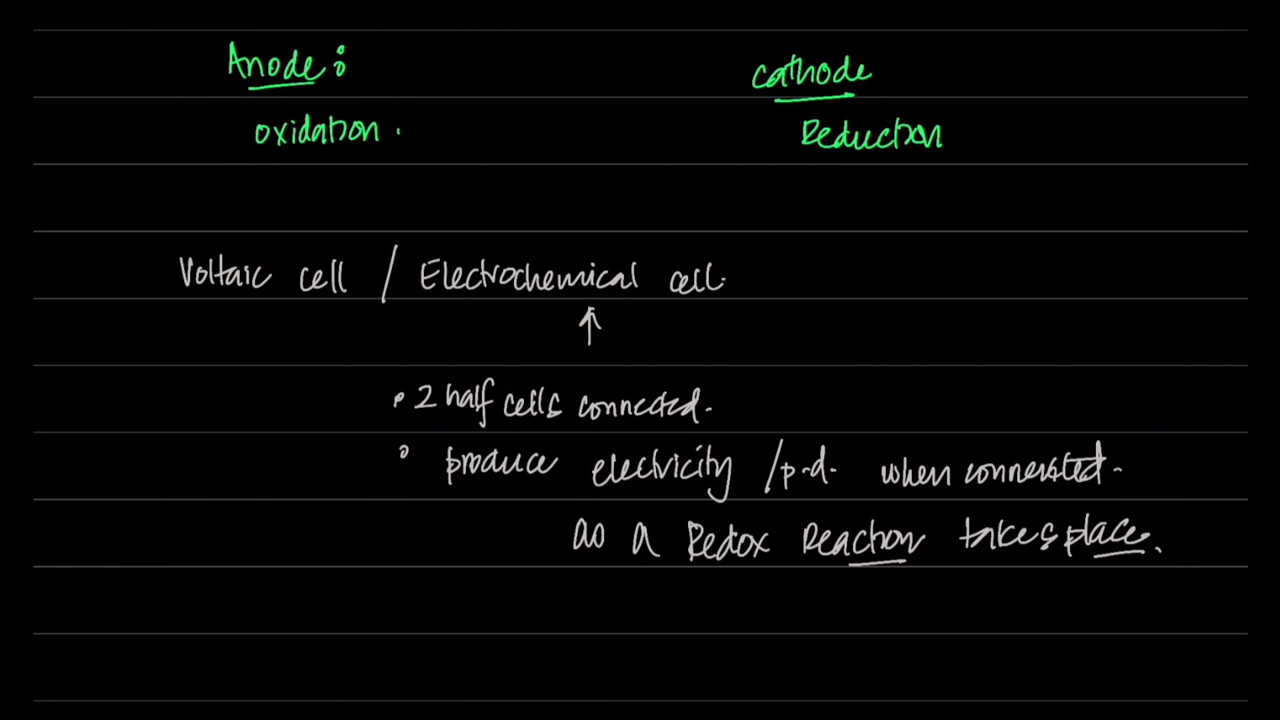 Anode:
cathode
oxidation.
Reduction
Voltaic cell / Electrochemical cell.
↑
• 2 half cells connected.
• produce electricity /p.d. when connected.
as a Redox Reaction takes place.